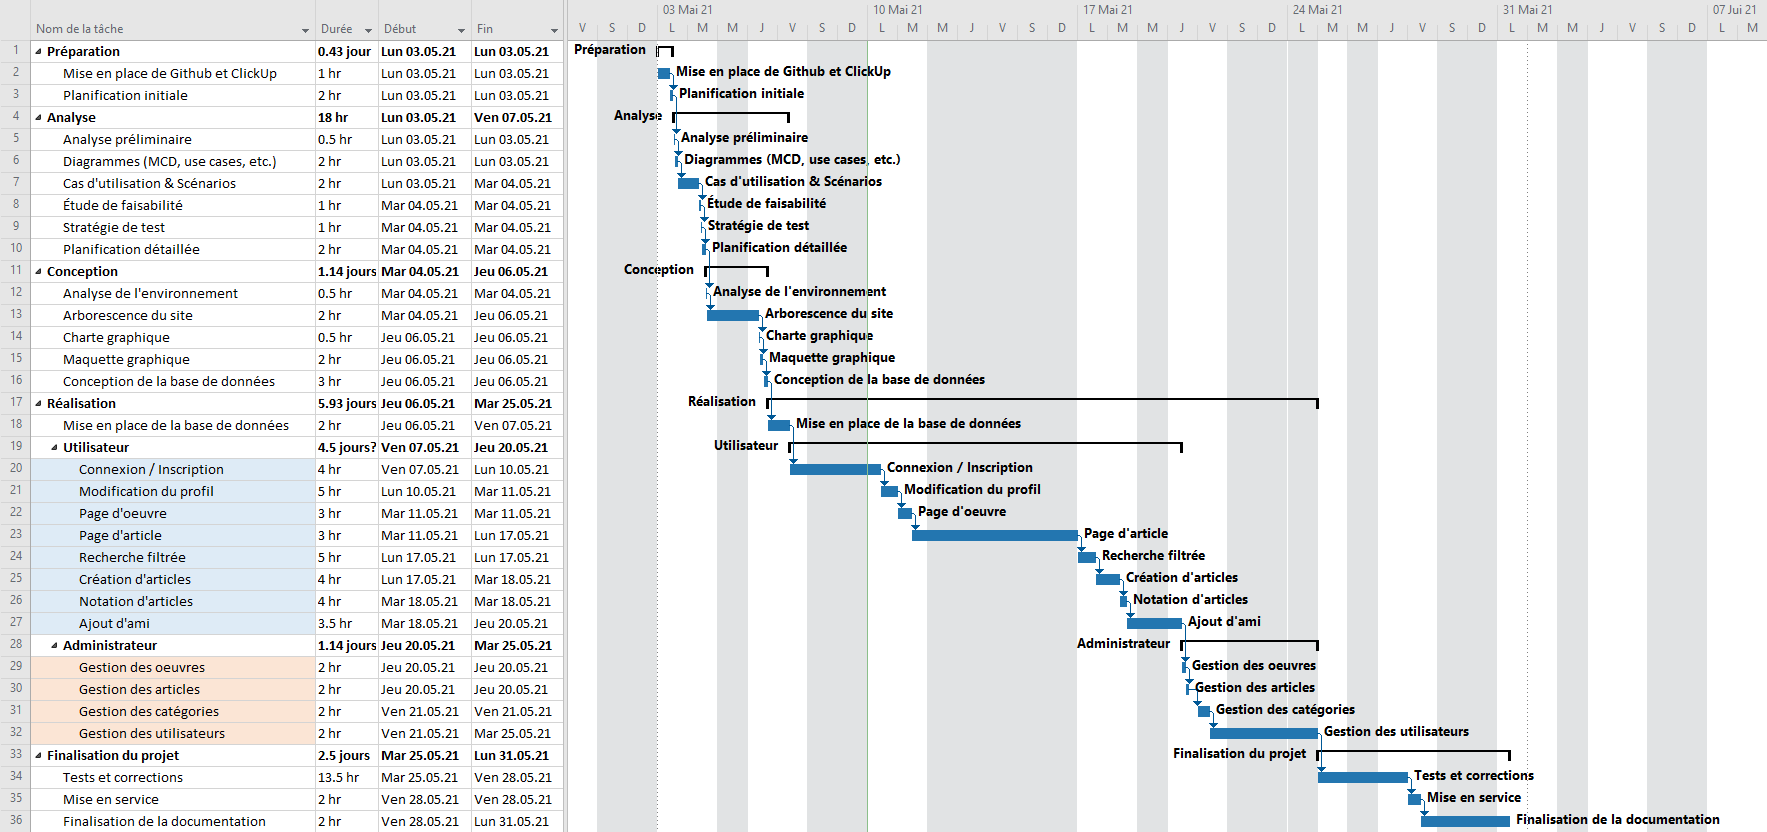 03 Mai 21 10 Mai 21 17 Mai 21 24 Mai 21 31 Mai 21 07 Jui 21
Nom de la tâche Durée Début Fin V S D L M M J V S D L M M J V S D L M M J V S D L M M J V S D L M M J V S D L M
1 Préparation 0.43 jour Lun 03.05.21 Lun 03.05.21 Préparation
2 Mise en place de Github et ClickUp 1 hr Lun 03.05.21 Lun 03.05.21 Mise en place de Github et ClickUp
3 Planification initiale 2 hr Lun 03.05.21 Lun 03.05.21 Planification initiale
4 Analyse 18 hr Lun 03.05.21 Ven 07.05.21 Analyse
5 Analyse préliminaire 0.5 hr Lun 03.05.21 Lun 03.05.21 Analyse préliminaire
6 Diagrammes (MCD, use cases, etc.) 2 hr Lun 03.05.21 Lun 03.05.21 Diagrammes (MCD, use cases, etc.)
7 Cas d'utilisation & Scénarios 2 hr Lun 03.05.21 Mar 04.05.21 Cas d'utilisation & Scénarios
8 Étude de faisabilité 1 hr Mar 04.05.21 Mar 04.05.21 Étude de faisabilité
9 Stratégie de test 1 hr Mar 04.05.21 Mar 04.05.21 Stratégie de test
10 Planification détaillée 2 hr Mar 04.05.21 Mar 04.05.21 Planification détaillée
11 Conception 1.14 jours Mar 04.05.21 Jeu 06.05.21 Conception
12 Analyse de l'environnement 0.5 hr Mar 04.05.21 Mar 04.05.21 Analyse de l'environnement
13 Arborescence du site 2 hr Mar 04.05.21 Jeu 06.05.21 Arborescence du site
14 Charte graphique 0.5 hr Jeu 06.05.21 Jeu 06.05.21 Charte graphique
15 Maquette graphique 2 hr Jeu 06.05.21 Jeu 06.05.21 Maquette graphique
16 Conception de la base de données 3 hr Jeu 06.05.21 Jeu 06.05.21 Conception de la base de données
17 Réalisation 5.93 jours Jeu 06.05.21 Mar 25.05.21 Réalisation
18 Mise en place de la base de données 2 hr Jeu 06.05.21 Ven 07.05.21 Mise en place de la base de données
19 Utilisateur 4.5 jours? Ven 07.05.21 Jeu 20.05.21 Utilisateur
20 Connexion / Inscription 4 hr Ven 07.05.21 Lun 10.05.21 Connexion / Inscription
21 Modification du profil 5 hr Lun 10.05.21 Mar 11.05.21 Modification du profil
22 Page d'oeuvre 3 hr Mar 11.05.21 Mar 11.05.21 Page d'oeuvre
23 Page d'article 3 hr Mar 11.05.21 Lun 17.05.21 Page d'article
24 Recherche filtrée 5 hr Lun 17.05.21 Lun 17.05.21 Recherche filtrée
25 Création d'articles 4 hr Lun 17.05.21 Mar 18.05.21 Création d'articles
26 Notation d'articles 4 hr Mar 18.05.21 Mar 18.05.21 Notation d'articles
27 Ajout d'ami 3.5 hr Mar 18.05.21 Jeu 20.05.21 Ajout d'ami
28 Administrateur 1.14 jours Jeu 20.05.21 Mar 25.05.21 Administrateur
29 Gestion des oeuvres 2 hr Jeu 20.05.21 Jeu 20.05.21 Gestion des oeuvres
30 Gestion des articles 2 hr Jeu 20.05.21 Jeu 20.05.21 Gestion des articles
31 Gestion des catégories 2 hr Ven 21.05.21 Ven 21.05.21 Gestion des catégories
32 Gestion des utilisateurs 2 hr Ven 21.05.21 Mar 25.05.21 Gestion des utilisateurs
33 Finalisation du projet 2.5 jours Mar 25.05.21 Lun 31.05.21 Finalisation du projet
34 Tests et corrections 13.5 hr Mar 25.05.21 Ven 28.05.21 Tests et corrections
35 Mise en service 2 hr Ven 28.05.21 Ven 28.05.21 Mise en service
36 Finalisation de la documentation 2 hr Ven 28.05.21 Lun 31.05.21 Finalisation de la documentation